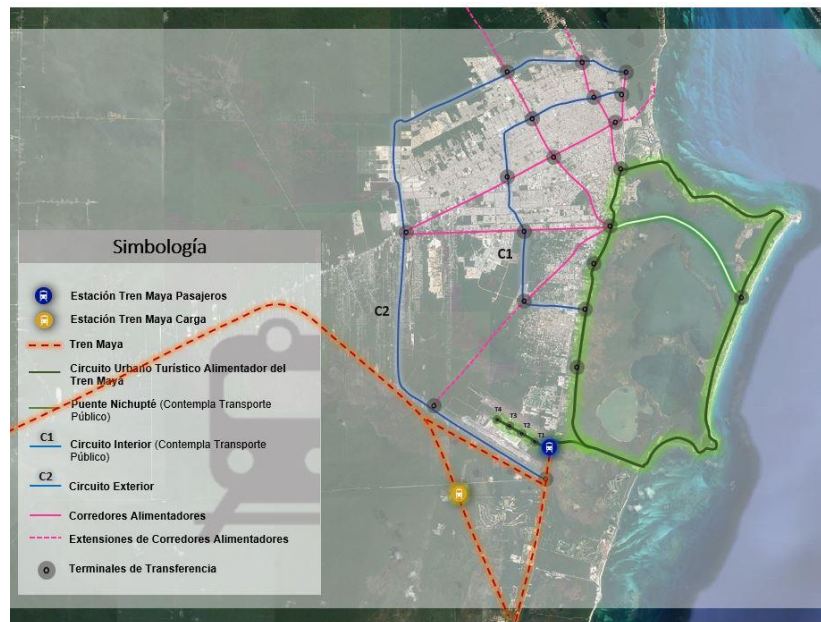 C1
C2
T4
T3
T2
T1
Simbología
Estación Tren Maya Pasajeros
Estación Tren Maya Carga
Tren Maya
Circuito Urbano Turístico Alimentador del
Tren Maya
Puente Nichupté (Contempla Transporte
Público)
C1
Circuito Interior (Contempla Transporte
Público)
C2
Circuito Exterior
Corredores Alimentadores
Extensiones de Corredores Alimentadores
Terminales de Transferencia